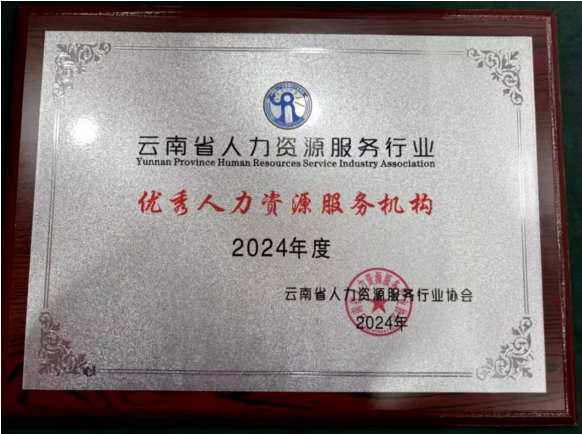 云南省人力资源服务行业
Yunnan Province Human Resources Service Industry Association
优秀人力资源服务机构
2024年度
云南省人力资源服务行业协会
2024年